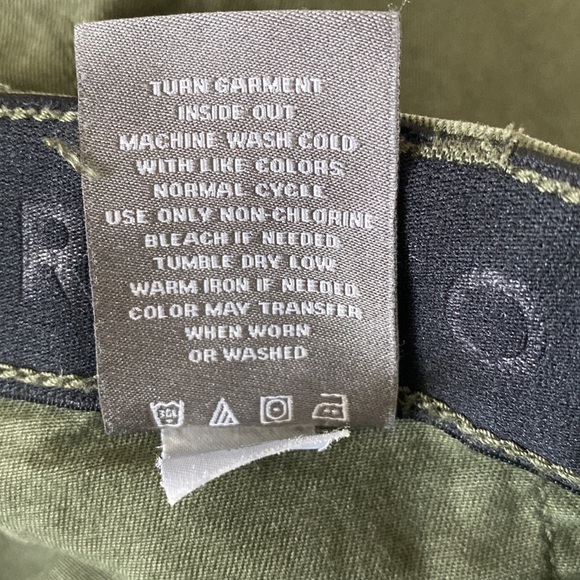 TURN GARMENT
INSIDE OUT
MACHINE WASH COLD
WITH LIKE COLORS
NORMAL CYCLE
USE ONLY NON-CHLORINE
BLEACH IF NEEDED
TUMBLE DRY LOW
WARM IRON IF NEEDED
COLOR MAY TRANSFER
WHEN WORN
OR WASHED
R
O